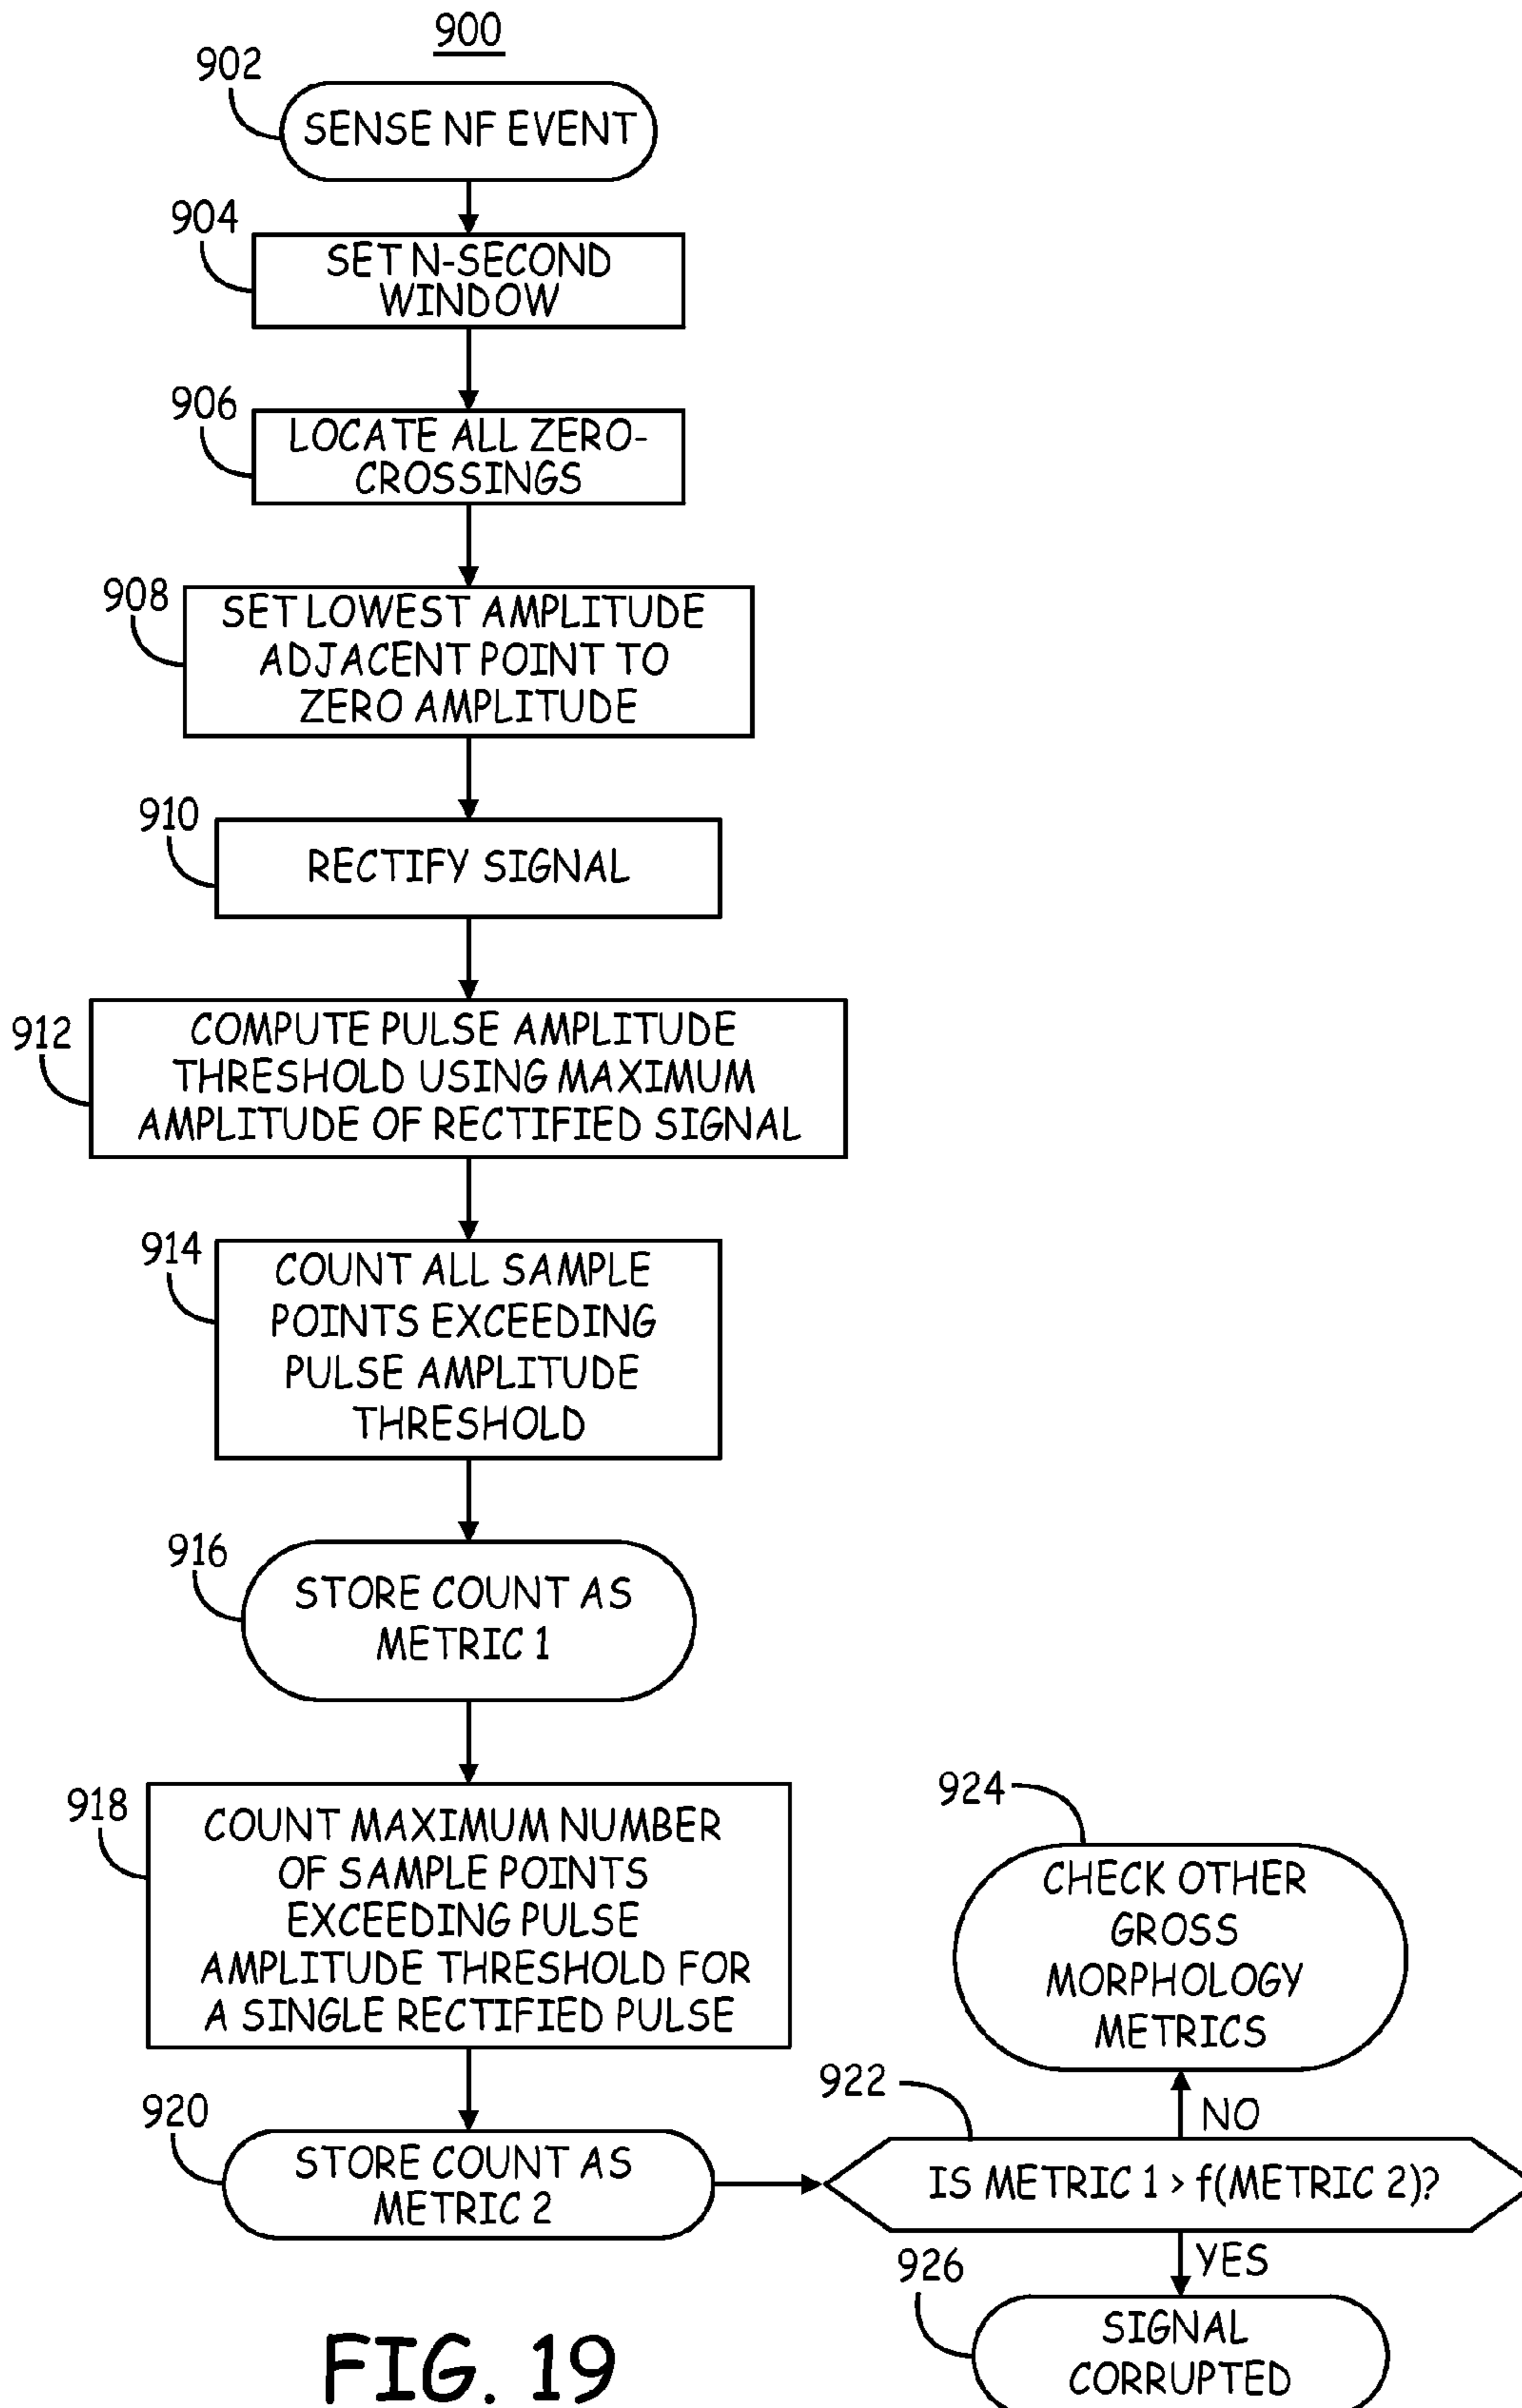 900
902
SENSE NF EVENT
904
SET N-SECOND
WINDOW
906
LOCATE ALL ZERO-
CROSSINGS
908
SET LOWEST AMPLITUDE
ADJACENT POINT TO
ZERO AMPLITUDE
910
RECTIFY SIGNAL
912
COMPUTE PULSE AMPLITUDE
THRESHOLD USING MAXIMUM
AMPLITUDE OF RECTIFIED SIGNAL
914
COUNT ALL SAMPLE
POINTS EXCEEDING
PULSE AMPLITUDE
THRESHOLD
916
STORE COUNT AS
METRIC 1
918
COUNT MAXIMUM NUMBER
OF SAMPLE POINTS
EXCEEDING PULSE
AMPLITUDE THRESHOLD FOR
A SINGLE RECTIFIED PULSE
920
STORE COUNT AS
METRIC 2
922
IS METRIC 1 > f(METRIC 2)?
NO
924
CHECK OTHER
GROSS
MORPHOLOGY
METRICS
YES
926
SIGNAL
CORRUPTED
FIG. 19